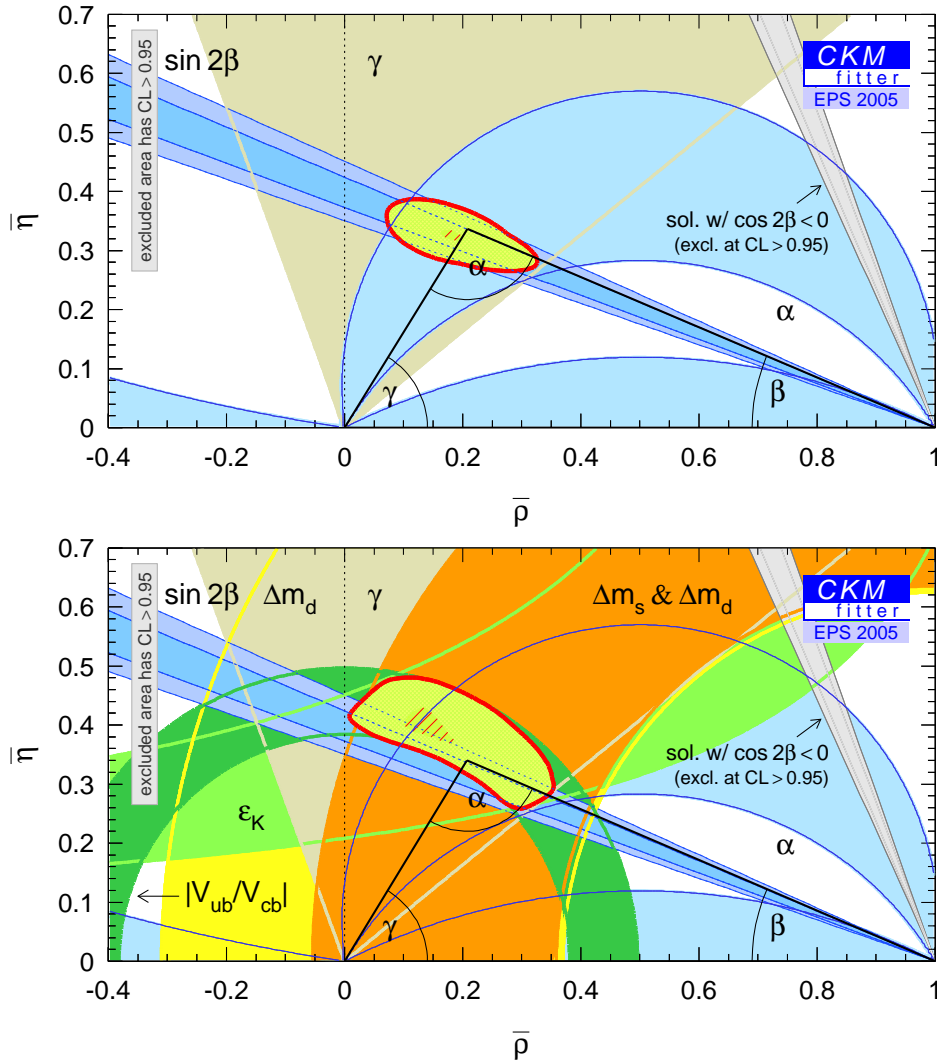 0.7
0.6
0.5
0.4
0.3
0.2
0.1
0
η̅
excluded area has CL > 0.95
sin 2β
γ
CKM
fitter
EPS 2005
sol. w/ cos 2β < 0
(excl. at CL > 0.95)
α
α
γ
β
-0.4 -0.2 0 0.2 0.4 0.6 0.8 1
ρ̅
0.7
0.6
0.5
0.4
0.3
0.2
0.1
0
η̅
excluded area has CL > 0.95
sin 2β Δm_d γ Δm_s & Δm_d
CKM
fitter
EPS 2005
sol. w/ cos 2β < 0
(excl. at CL > 0.95)
α
ε_K
α
|V_ub/V_cb|
γ
β
-0.4 -0.2 0 0.2 0.4 0.6 0.8 1
ρ̅